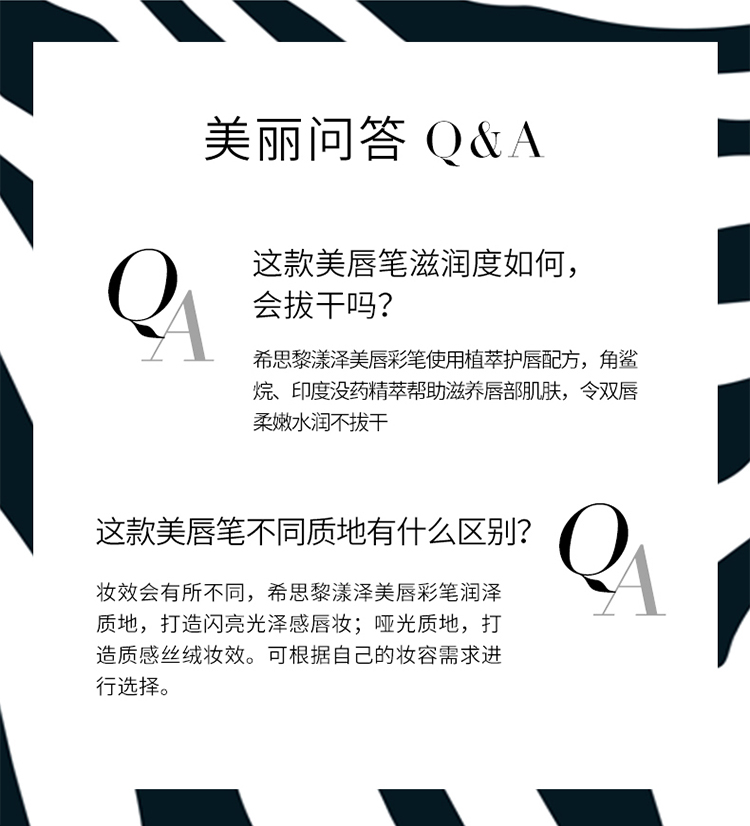 美丽问答 Q&A
QA
这款美唇笔滋润度如何，
会拔干吗？
希思黎漾泽美唇彩笔使用植萃护唇配方，角鲨
烷、印度没药精萃帮助滋养唇部肌肤，令双唇
柔嫩水润不拔干
这款美唇笔不同质地有什么区别？
QA
妆效会有所不同，希思黎漾泽美唇彩笔润泽
质地，打造闪亮光泽感唇妆；哑光质地，打
造质感丝绒妆效。可根据自己的妆容需求进
行选择。